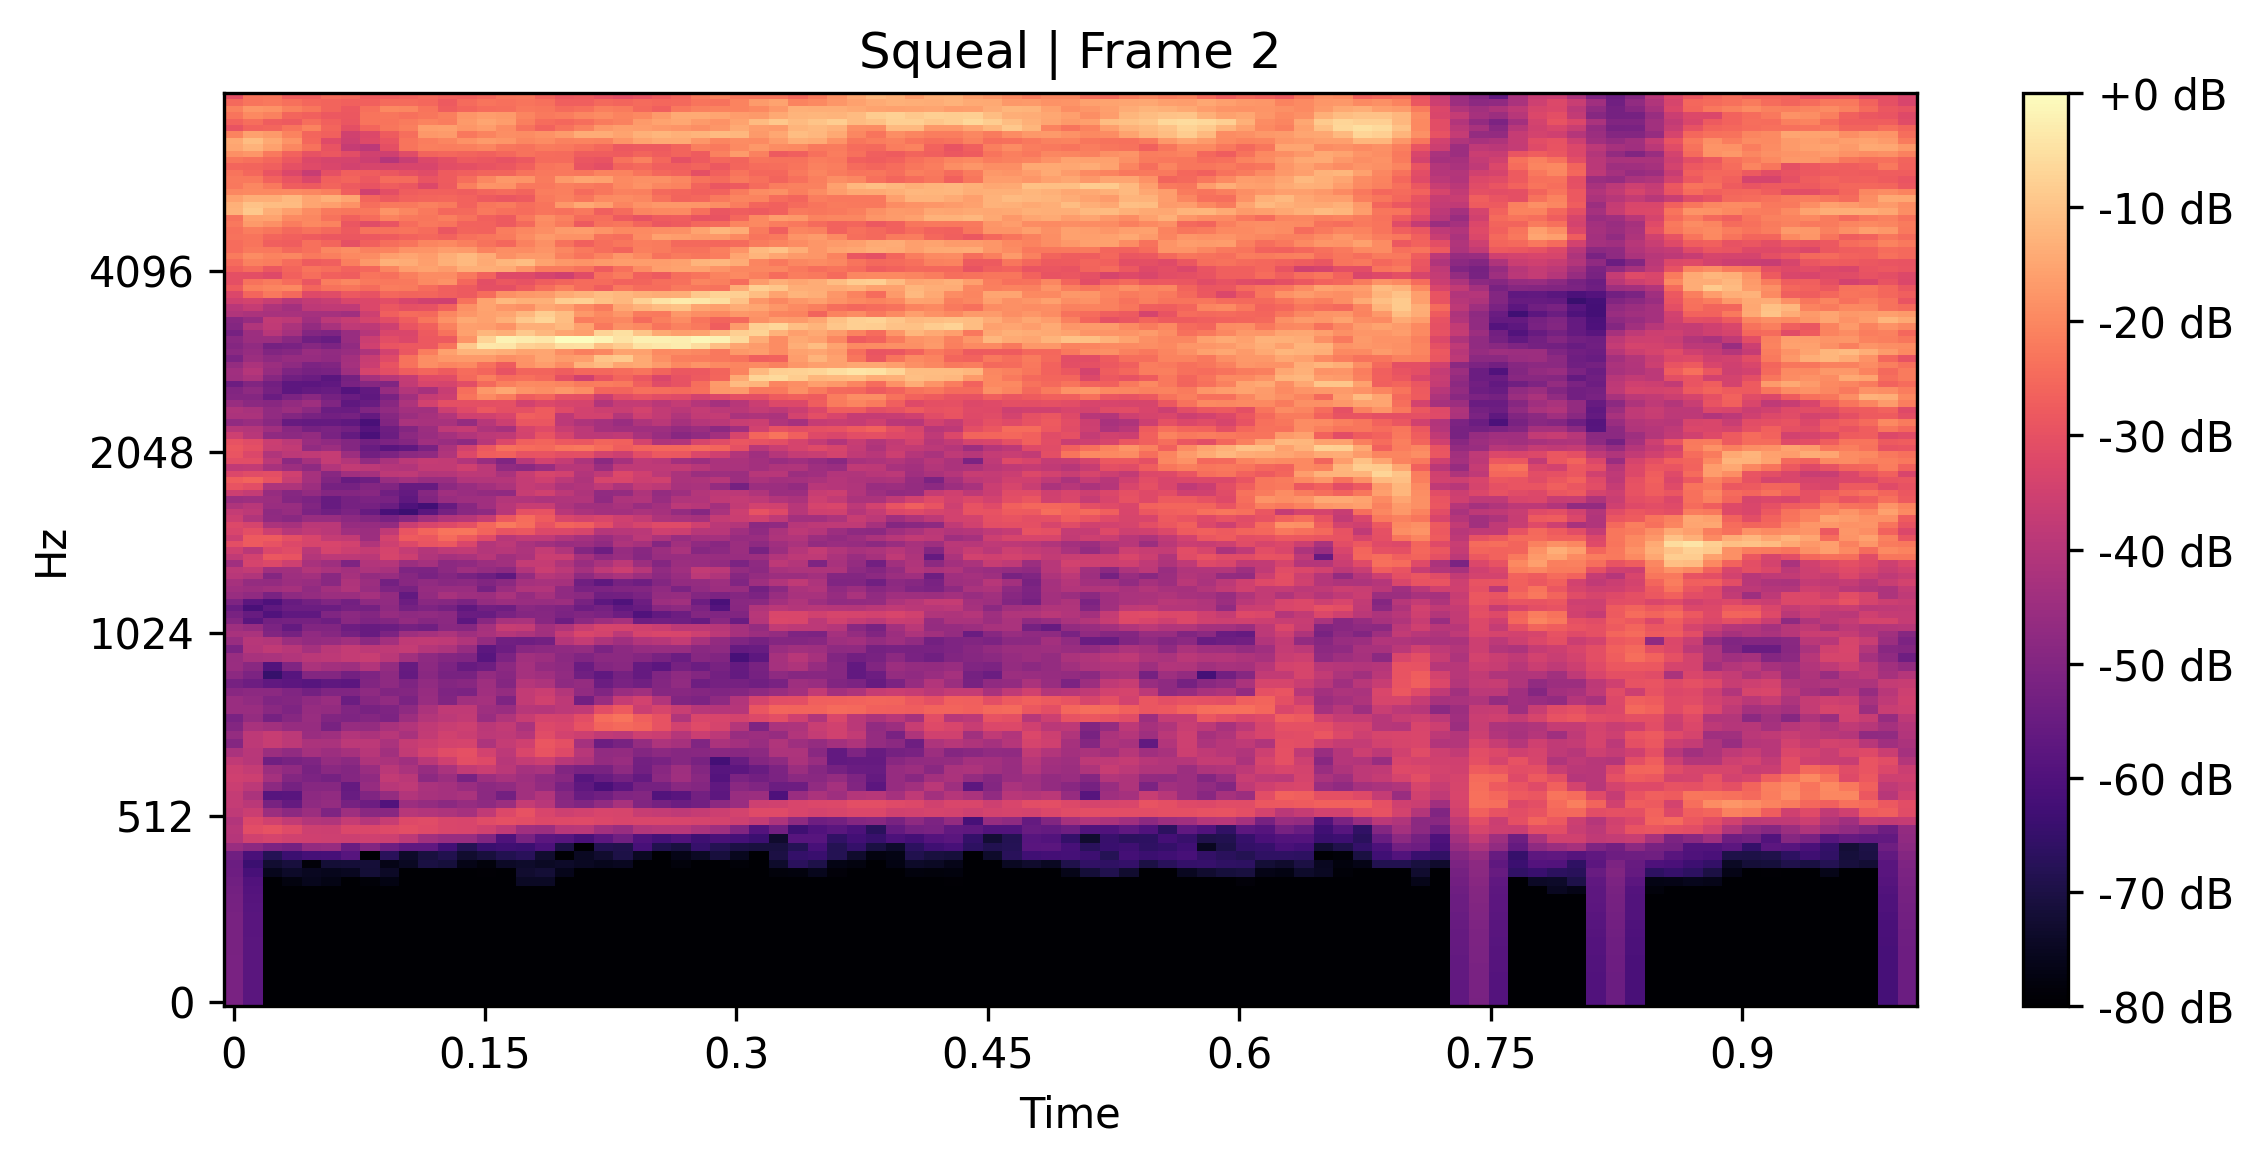 Squeal | Frame 2
+0 dB
-10 dB
-20 dB
-30 dB
-40 dB
-50 dB
-60 dB
-70 dB
-80 dB
Hz
4096
2048
1024
512
0
0 0.15 0.3 0.45 0.6 0.75 0.9
Time